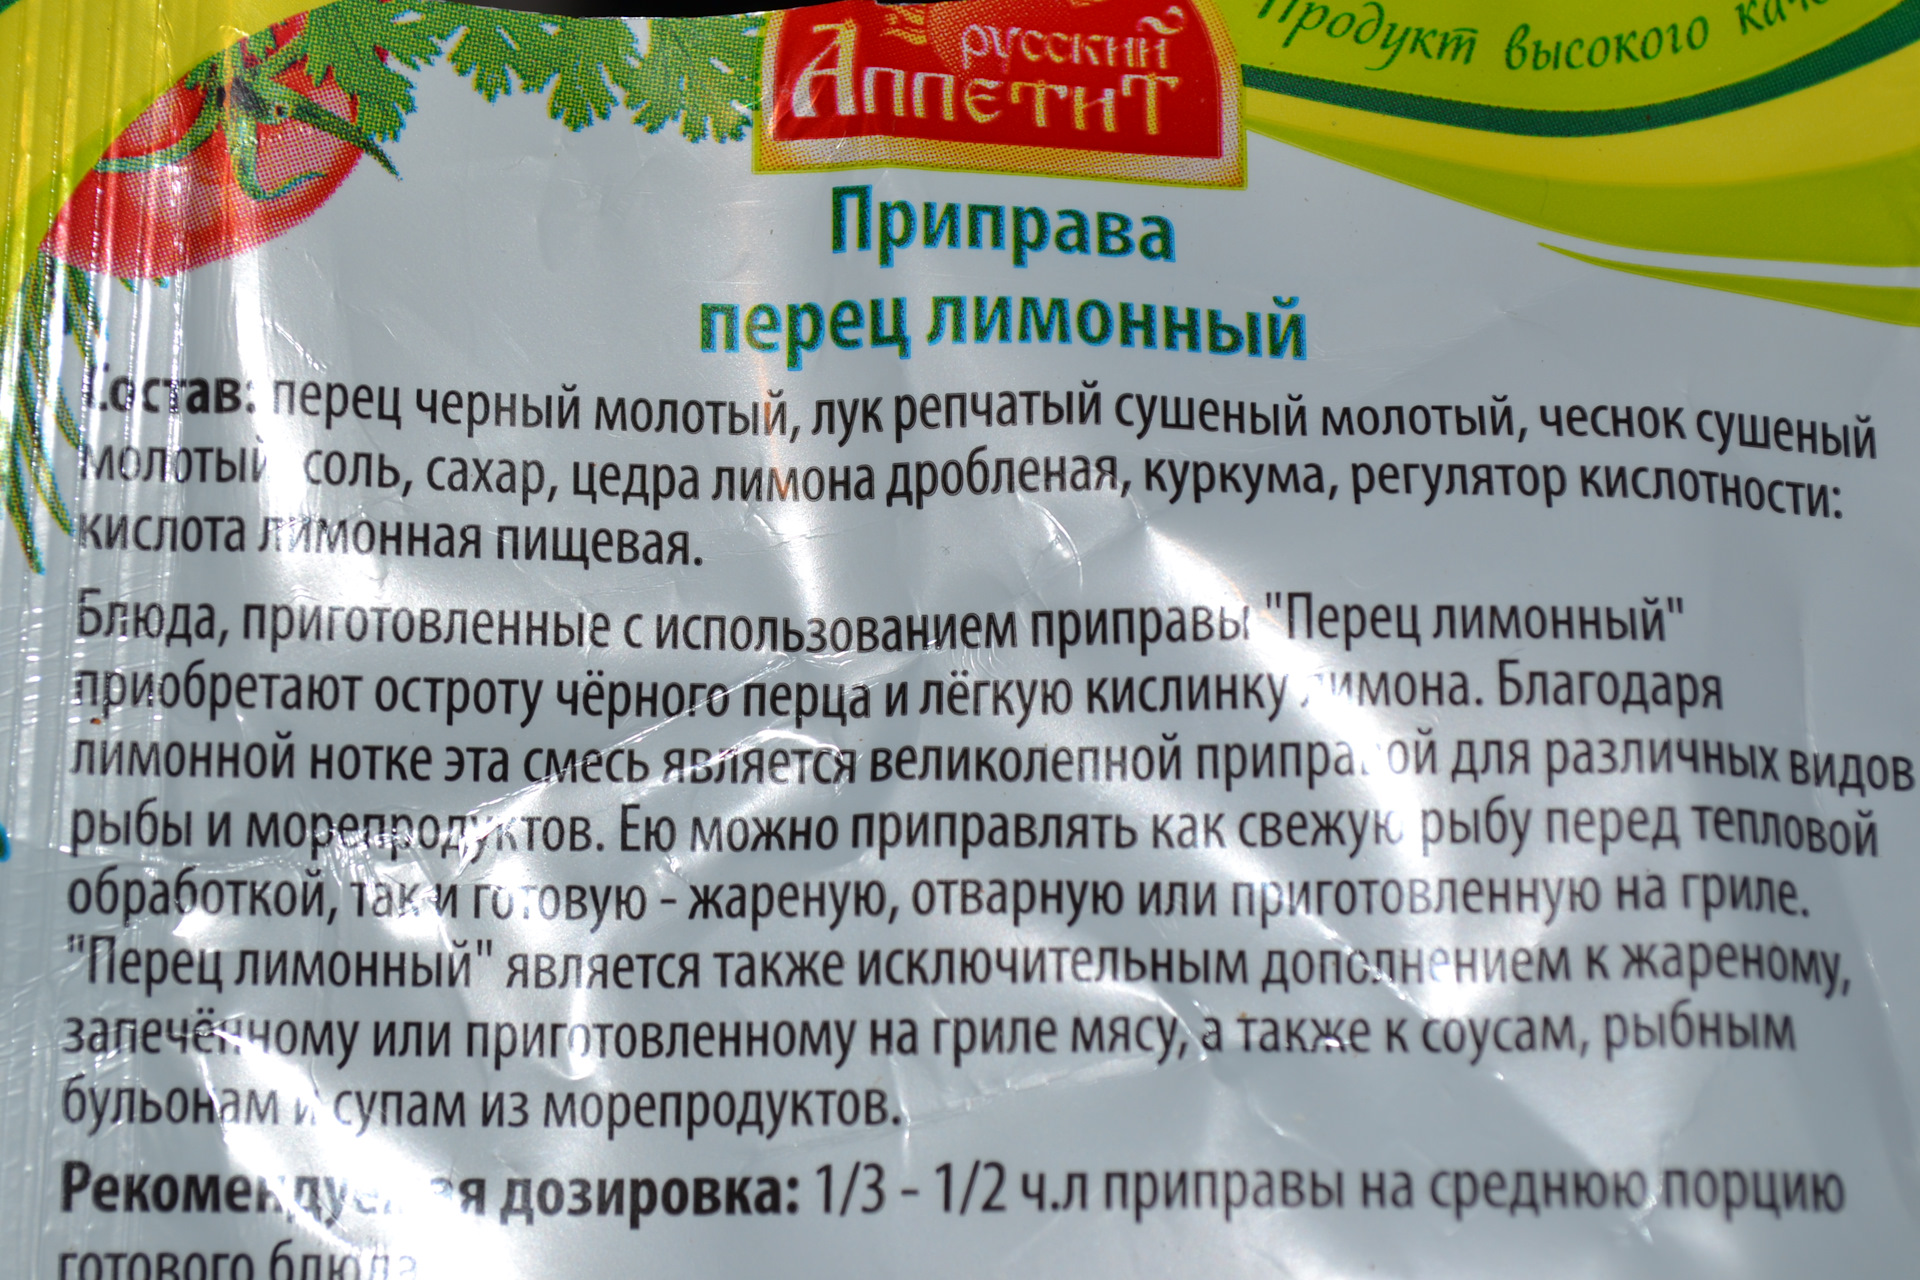 русский
Аппетит
Продукт высокого
Приправа
перец лимонный
Состав: перец черный молотый, лук репчатый сушеный молотый, чеснок сушеный
молотый соль, сахар, цедра лимона дробленая, куркума, регулятор кислотности:
кислота лимонная пищевая.
Блюда, приготовленные с использованием приправы "Перец лимонный"
приобретают остроту чёрного перца и лёгкую кислинку лимона. Благодаря
лимонной нотке эта смесь является великолепной приправой для различных видов
рыбы и морепродуктов. Ею можно приправлять как свежую рыбу перед тепловой
обработкой, так и готовую - жареную, отварную или приготовленную на гриле.
"Перец лимонный" является также исключительным дополнением к жареному,
запечённому или приготовленному на гриле мясу, а также к соусам, рыбным
бульонам и супам из морепродуктов.
Рекомендуемая дозировка: 1/3 - 1/2 ч.л приправы на среднюю порцию
готового блюда